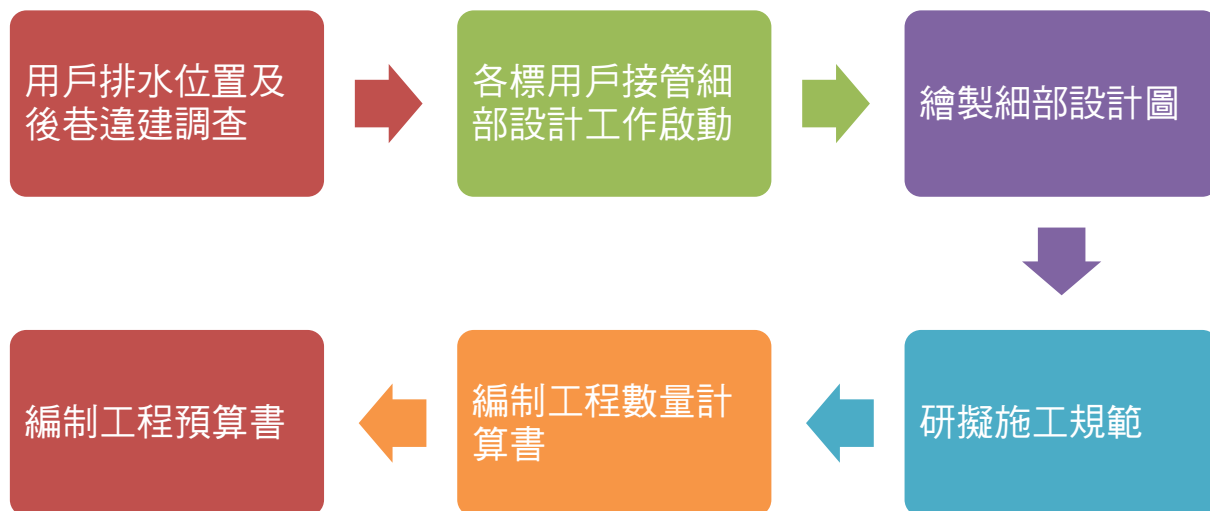 用戶排水位置及
後巷違建調查
各標用戶接管細
部設計工作啟動
繪製細部設計圖
研擬施工規範
編制工程數量計
算書
編制工程預算書